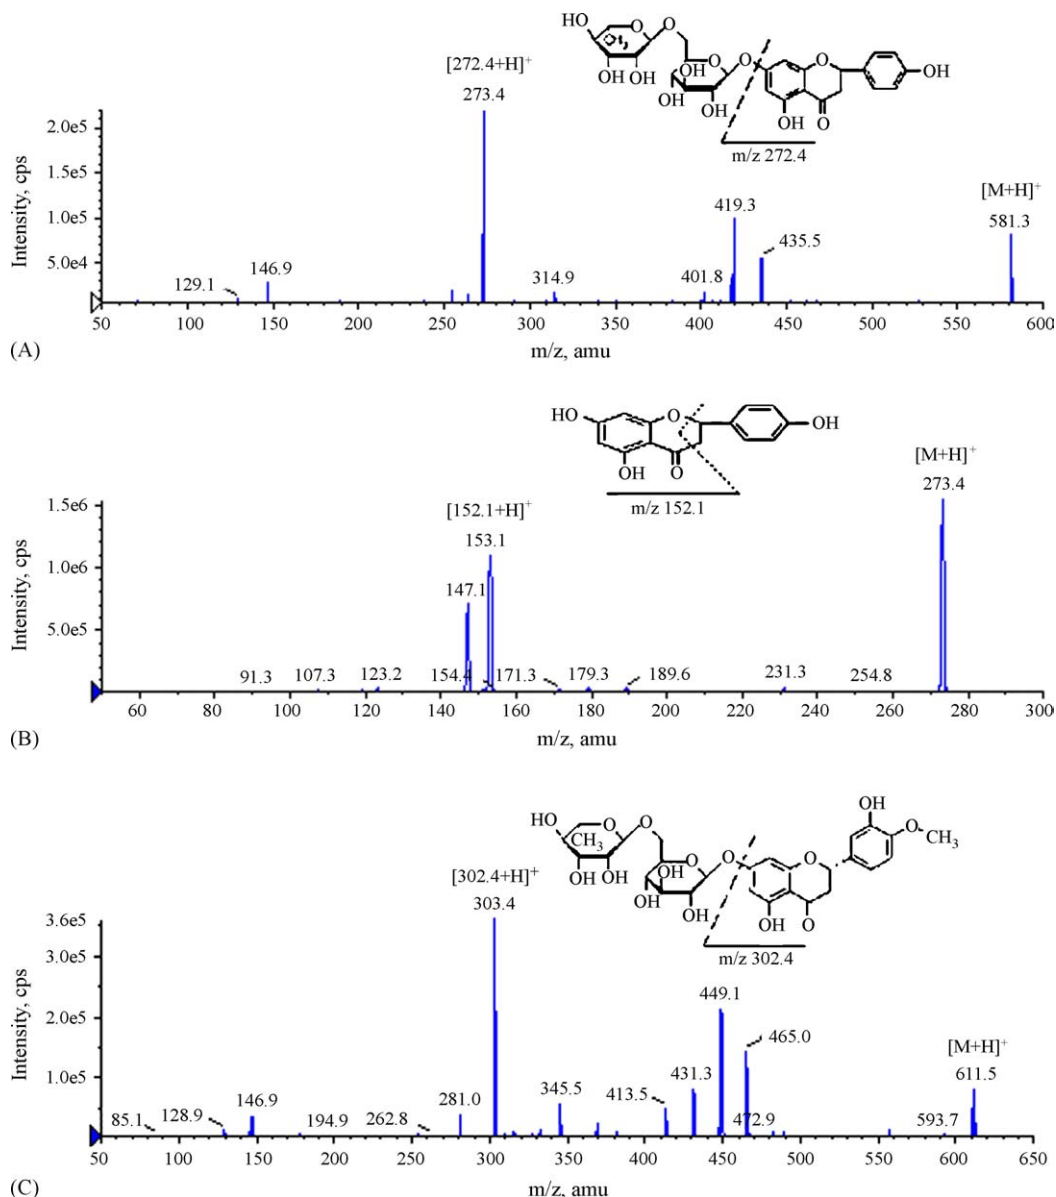 HO
O
O
OH OH
OH
O
O
OH
OH
O
OH
OH
O
m/z 272.4
[272.4+H]+
273.4
[M+H]+
581.3
419.3
435.5
401.8
314.9
146.9
129.1
Intensity, cps
2.0e5
1.5e5
1.0e5
5.0e4
50 100 150 200 250 300 350 400 450 500 550 600
m/z, amu
(A)
HO
O
OH
OH
O
m/z 152.1
[M+H]+
273.4
[152.1+H]+
153.1
147.1
91.3
107.3
123.2
154.4
171.3
179.3
189.6
231.3
254.8
Intensity, cps
1.5e6
1.0e6
5.0e5
60 80 100 120 140 160 180 200 220 240 260 280 300
m/z, amu
(B)
HO
O
O
CH3
OH OH
O
O
OH
OH
OH
O
OH
O
CH3
OH
O
m/z 302.4
[302.4+H]+
303.4
[M+H]+
611.5
449.1
465.0
431.3
413.5
472.9
593.7
345.5
281.0
262.8
194.9
146.9
128.9
85.1
Intensity, cps
3.6e5
3.0e5
2.0e5
1.0e5
50 100 150 200 250 300 350 400 450 500 550 600 650
m/z, amu
(C)